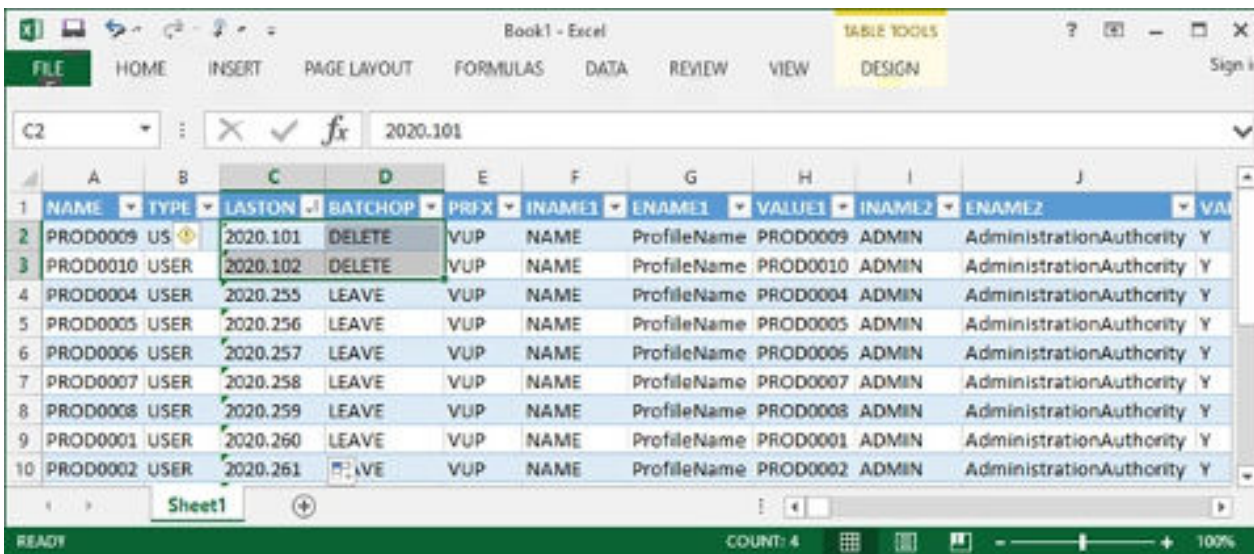 Book1 - Excel TABLE TOOLS ?
FILE HOME INSERT PAGE LAYOUT FORMULAS DATA REVIEW VIEW DESIGN Sign
C2 fx 2020.101
A B C D E F G H I J
1 NAME TYPE LASTON BATCHOP PRFX INAME1 ENAME1 VALUE1 INAME2 ENAME2 VAL
2 PROD0009 US 2020.101 DELETE VUP NAME ProfileName PROD0009 ADMIN AdministrationAuthority Y
3 PROD0010 USER 2020.102 DELETE VUP NAME ProfileName PROD0010 ADMIN AdministrationAuthority Y
4 PROD0004 USER 2020.255 LEAVE VUP NAME ProfileName PROD0004 ADMIN AdministrationAuthority Y
5 PROD0005 USER 2020.256 LEAVE VUP NAME ProfileName PROD0005 ADMIN AdministrationAuthority Y
6 PROD0006 USER 2020.257 LEAVE VUP NAME ProfileName PROD0006 ADMIN AdministrationAuthority Y
7 PROD0007 USER 2020.258 LEAVE VUP NAME ProfileName PROD0007 ADMIN AdministrationAuthority Y
8 PROD0008 USER 2020.259 LEAVE VUP NAME ProfileName PROD0008 ADMIN AdministrationAuthority Y
9 PROD0001 USER 2020.260 LEAVE VUP NAME ProfileName PROD0001 ADMIN AdministrationAuthority Y
10 PROD0002 USER 2020.261 AVE VUP NAME ProfileName PROD0002 ADMIN AdministrationAuthority Y
Sheet1
READY COUNT: 4 100%